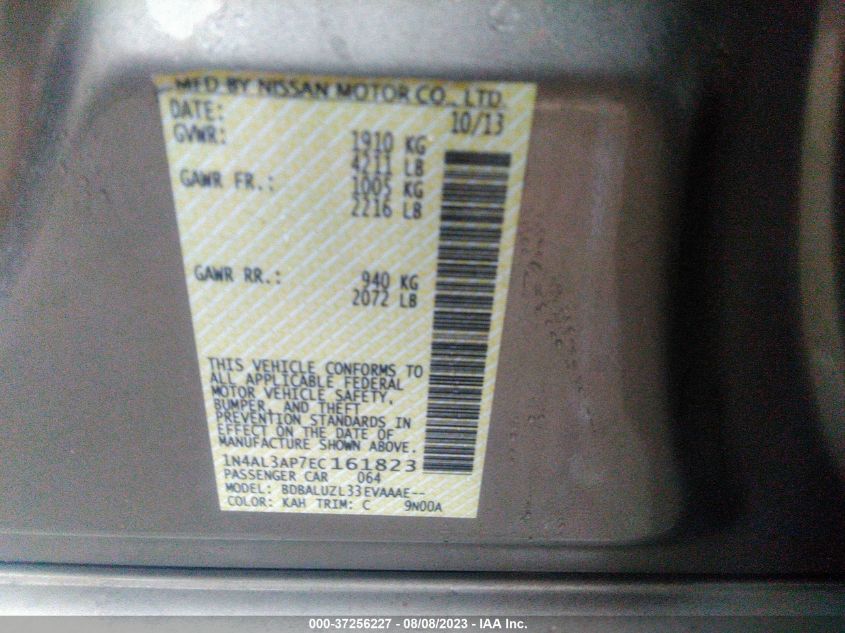 MFD BY NISSAN MOTOR CO., LTD.
DATE: 10/13
GVWR: 1910 KG
4211 LB
GAWR FR.: 1005 KG
2216 LB
GAWR RR.: 940 KG
2072 LB
THIS VEHICLE CONFORMS TO
ALL APPLICABLE FEDERAL
MOTOR VEHICLE SAFETY,
BUMPER, AND THEFT
PREVENTION STANDARDS IN
EFFECT ON THE DATE OF
MANUFACTURE SHOWN ABOVE.
1N4AL3AP7EC161823
PASSENGER CAR 064
MODEL: BDBALUZL33EVAAAE--
COLOR: KAH TRIM: C 9N00A
000-37256227 - 08/08/2023 - IAA Inc.